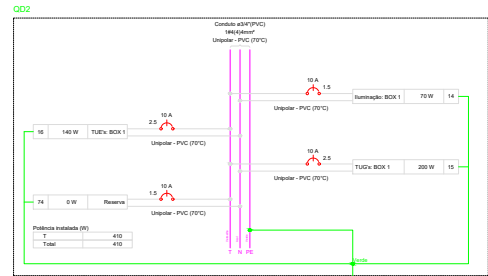 QD2
Conduto ø3/4"(PVC)
1#4(4)4mm²
Unipolar - PVC (70°C)
10 A
1.5
Iluminação: BOX 1 70 W 14
Unipolar - PVC (70°C)
10 A
2.5
16 140 W TUE's: BOX 1
Unipolar - PVC (70°C)
10 A
2.5
TUG's: BOX 1 200 W 15
Unipolar - PVC (70°C)
10 A
1.5
74 0 W Reserva
Unipolar - PVC (70°C)
Potência instalada (W)
T 410
Total 410
T N PE
Verde